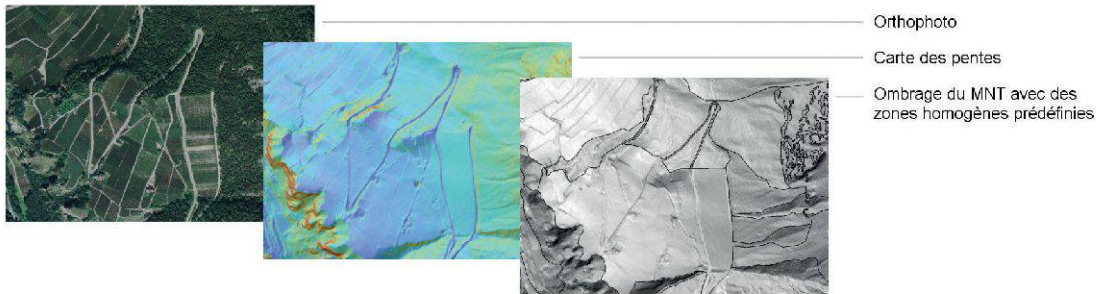 Orthophoto
Carte des pentes
Ombrage du MNT avec des
zones homogènes prédéfinies